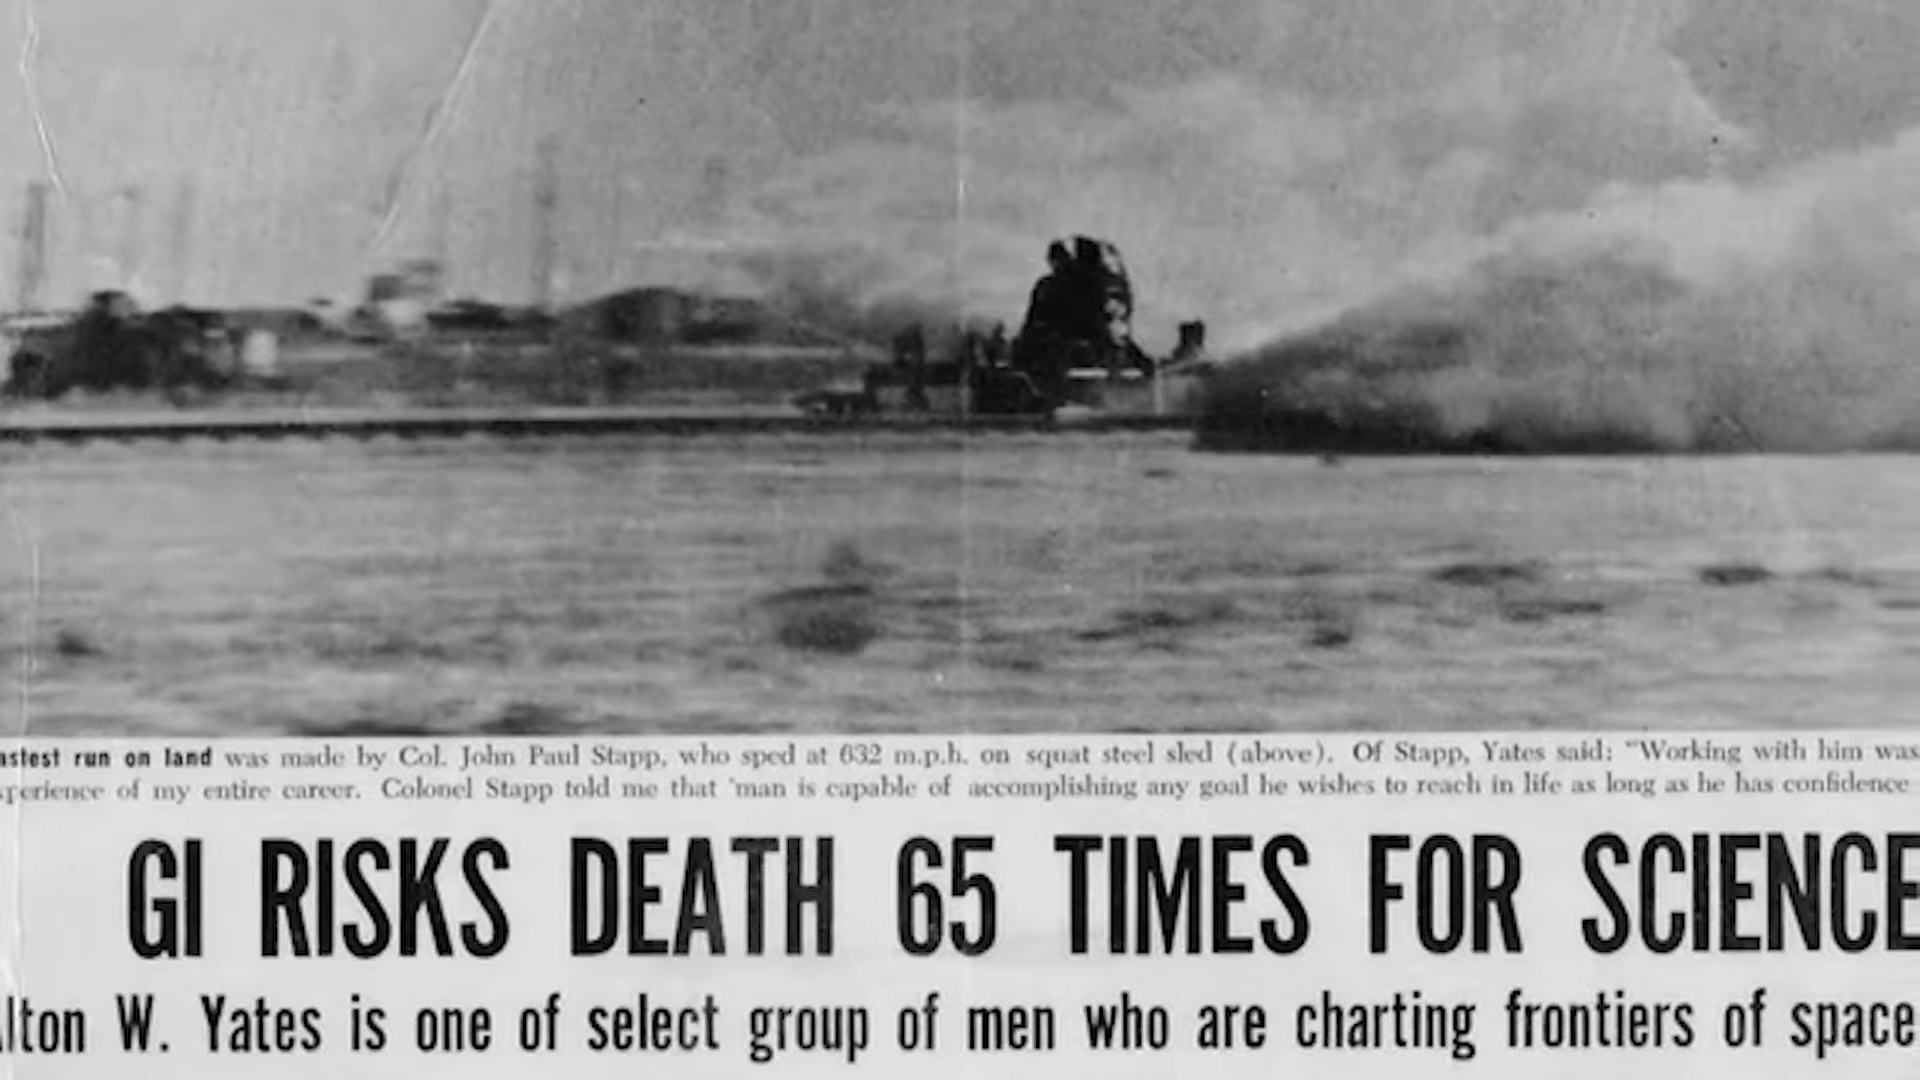 astest run on land was made by Col. John Paul Stapp, who sped at 632 m.p.h. on squat steel sled (above). Of Stapp, Yates said: "Working with him was
xperience of my entire career. Colonel Stapp told me that 'man is capable of accomplishing any goal he wishes to reach in life as long as he has confidence
GI RISKS DEATH 65 TIMES FOR SCIENCE
lton W. Yates is one of select group of men who are charting frontiers of space